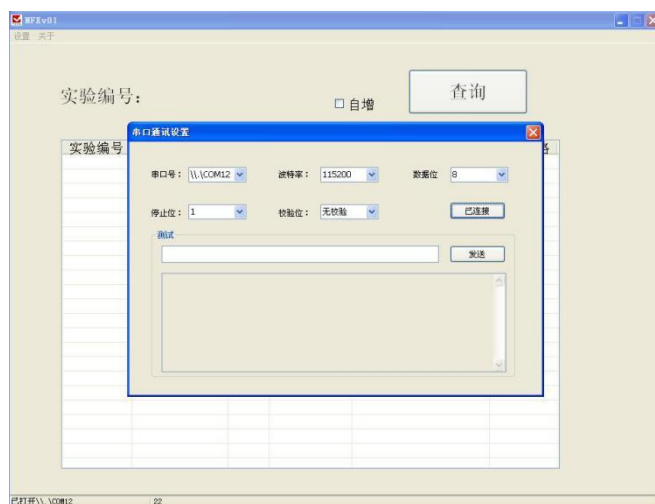 MFXv01
设置 关于
实验编号: 自增 查询
实验编号
串口通讯设置
串口号: \\.\COM12 波特率: 115200 数据位 8
停止位: 1 校验位: 无校验 已连接
测试
发送
已打开\\.\COM12 22